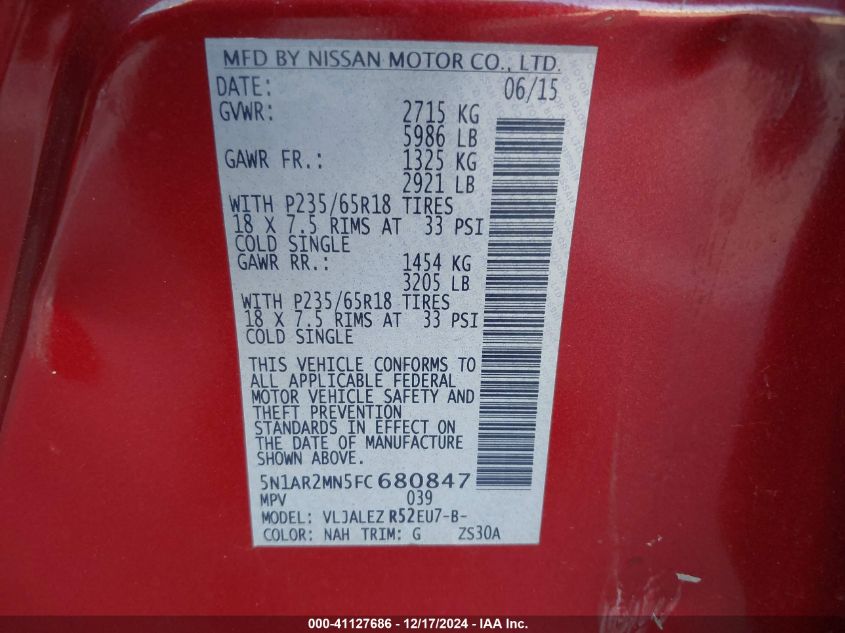 MFD BY NISSAN MOTOR CO., LTD.
DATE: 06/15
GVWR: 2715 KG
5986 LB
GAWR FR.: 1325 KG
2921 LB
WITH P235/65R18 TIRES
18 X 7.5 RIMS AT 33 PSI
COLD SINGLE
GAWR RR.: 1454 KG
3205 LB
WITH P235/65R18 TIRES
18 X 7.5 RIMS AT 33 PSI
COLD SINGLE
THIS VEHICLE CONFORMS TO
ALL APPLICABLE FEDERAL
MOTOR VEHICLE SAFETY AND
THEFT PREVENTION
STANDARDS IN EFFECT ON
THE DATE OF MANUFACTURE
SHOWN ABOVE.
5N1AR2MN5FC680847
MPV 039
MODEL: VLJALEZ R52EU7-B-
COLOR: NAH TRIM: G ZS30A
000-41127686 - 12/17/2024 - IAA Inc.